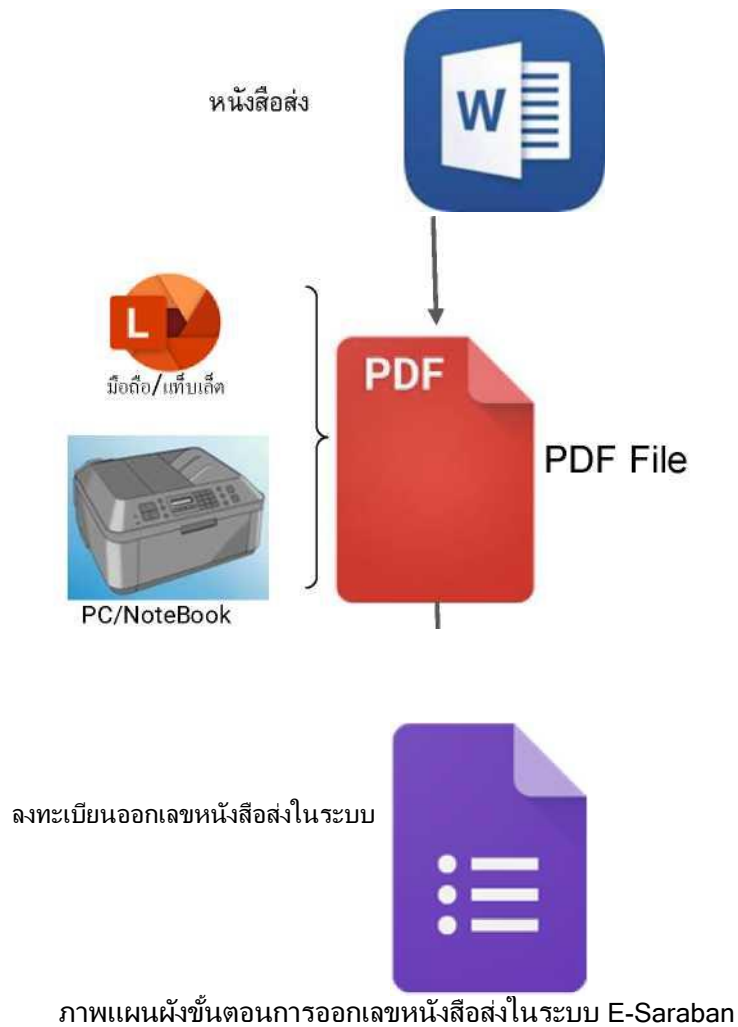 หนังสือส่ง
W
L
มือถือ/แท็บเล็ต
PDF
PDF File
PC/NoteBook
ลงทะเบียนออกเลขหนังสือส่งในระบบ
ภาพแผนผังขั้นตอนการออกเลขหนังสือส่งในระบบ E-Saraban